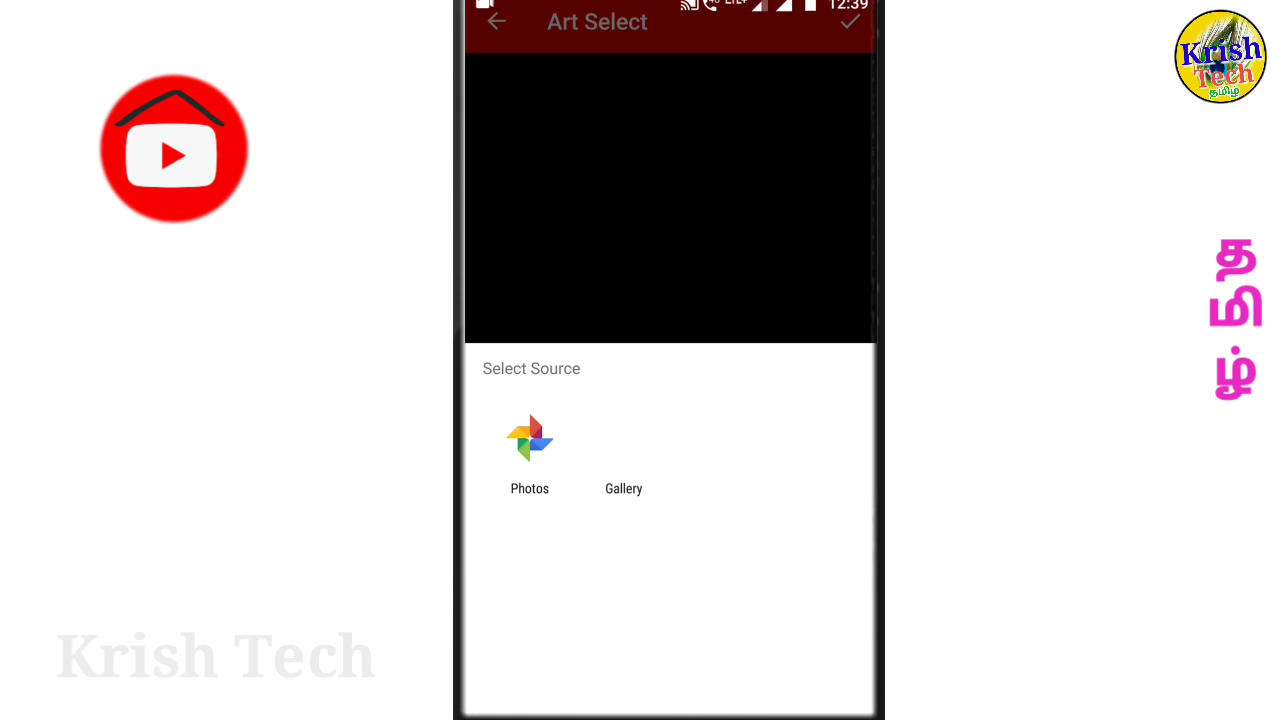 12:39
Art Select
Krish
Tech
தமிழ்
த
மி
ழ்
Select Source
Photos Gallery
Krish Tech